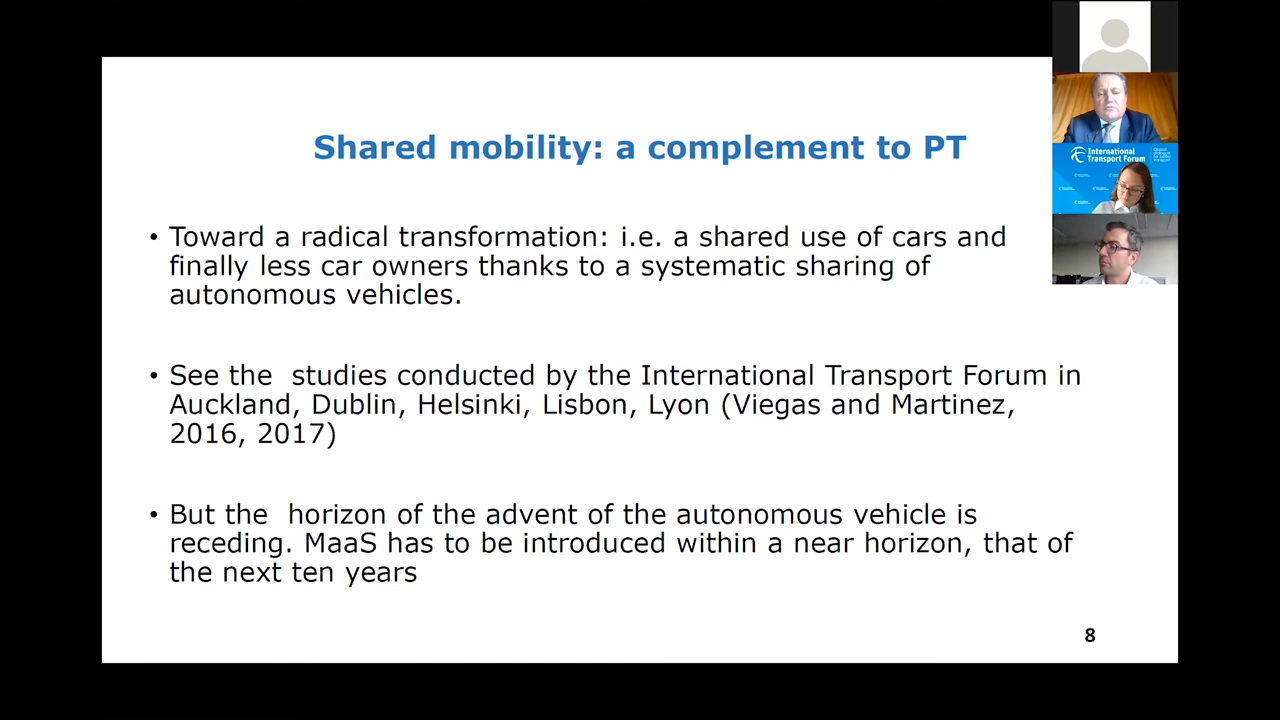 Shared mobility: a complement to PT
• Toward a radical transformation: i.e. a shared use of cars and
finally less car owners thanks to a systematic sharing of
autonomous vehicles.
• See the  studies conducted by the International Transport Forum in
Auckland, Dublin, Helsinki, Lisbon, Lyon (Viegas and Martinez,
2016, 2017)
• But the  horizon of the advent of the autonomous vehicle is
receding. MaaS has to be introduced within a near horizon, that of
the next ten years
8
International
Transport Forum